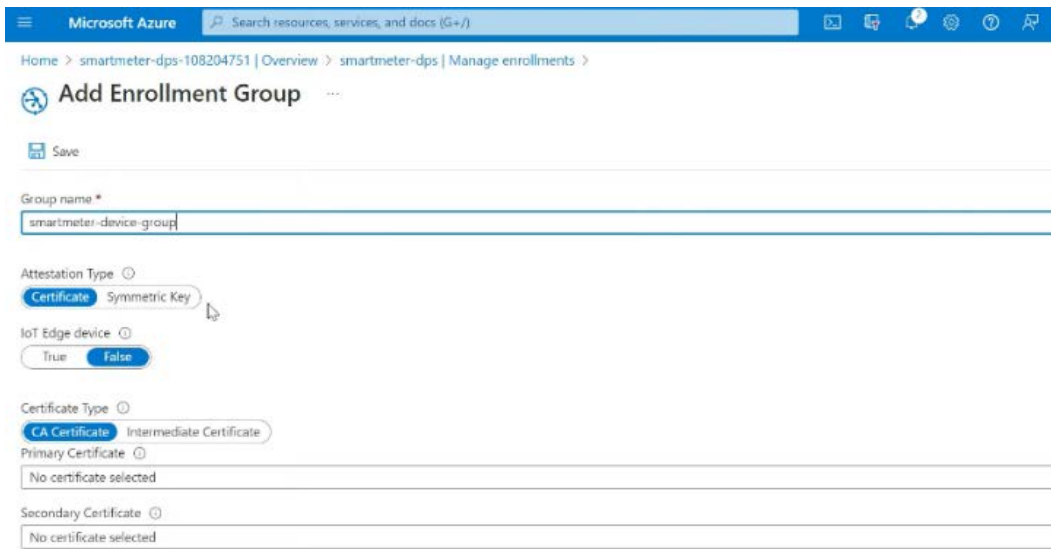 Microsoft Azure Search resources, services, and docs (G+/) 2
Home > smartmeter-dps-108204751 | Overview > smartmeter-dps | Manage enrollments >
Add Enrollment Group ...
Save
Group name *
smartmeter-device-group
Attestation Type
Certificate Symmetric Key
IoT Edge device
True False
Certificate Type
CA Certificate Intermediate Certificate
Primary Certificate
No certificate selected
Secondary Certificate
No certificate selected